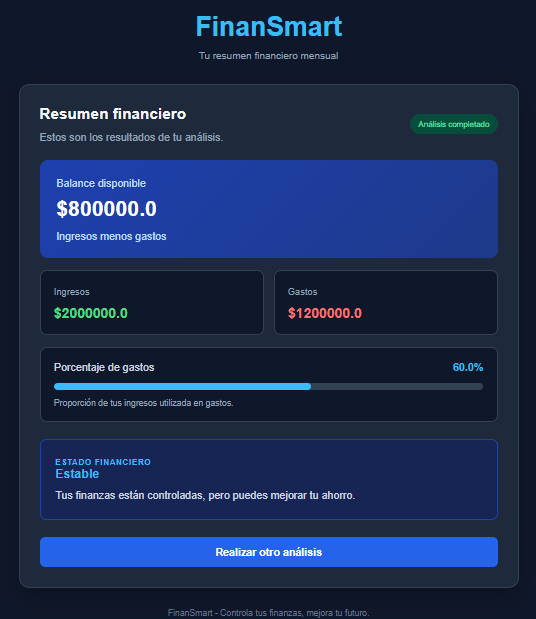 FinanSmart
Tu resumen financiero mensual
Resumen financiero
Análisis completado
Estos son los resultados de tu análisis.
Balance disponible
$800000.0
Ingresos menos gastos
Ingresos
$2000000.0
Gastos
$1200000.0
Porcentaje de gastos
60.0%
Proporción de tus ingresos utilizada en gastos.
ESTADO FINANCIERO
Estable
Tus finanzas están controladas, pero puedes mejorar tu ahorro.
Realizar otro análisis
FinanSmart - Controla tus finanzas, mejora tu futuro.